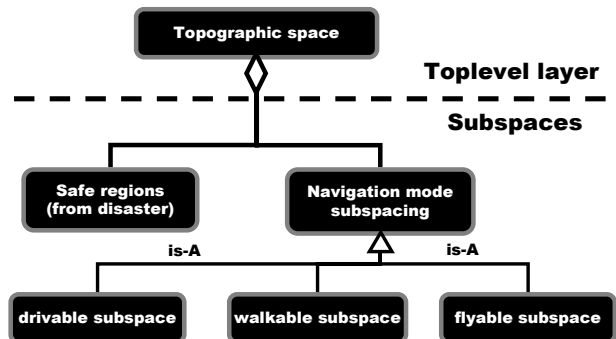 Topographic space
Toplevel layer
Subspaces
Safe regions
(from disaster)
Navigation mode
subspacing
is-A
is-A
drivable subspace
walkable subspace
flyable subspace